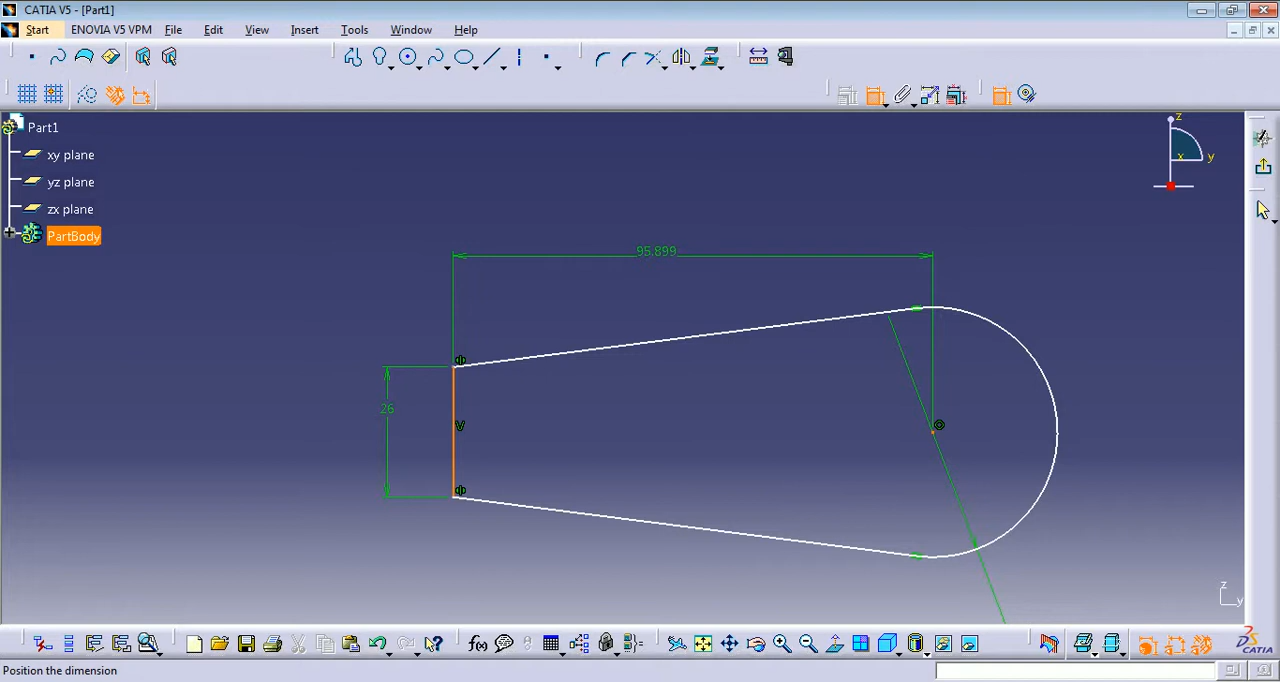 CATIA V5 - [Part1]
Start ENOVIA V5 VPM File Edit View Insert Tools Window Help
Part1
xy plane
yz plane
zx plane
PartBody
z
x y
95.899
26
V
z
y
f(x)
CATIA
Position the dimension